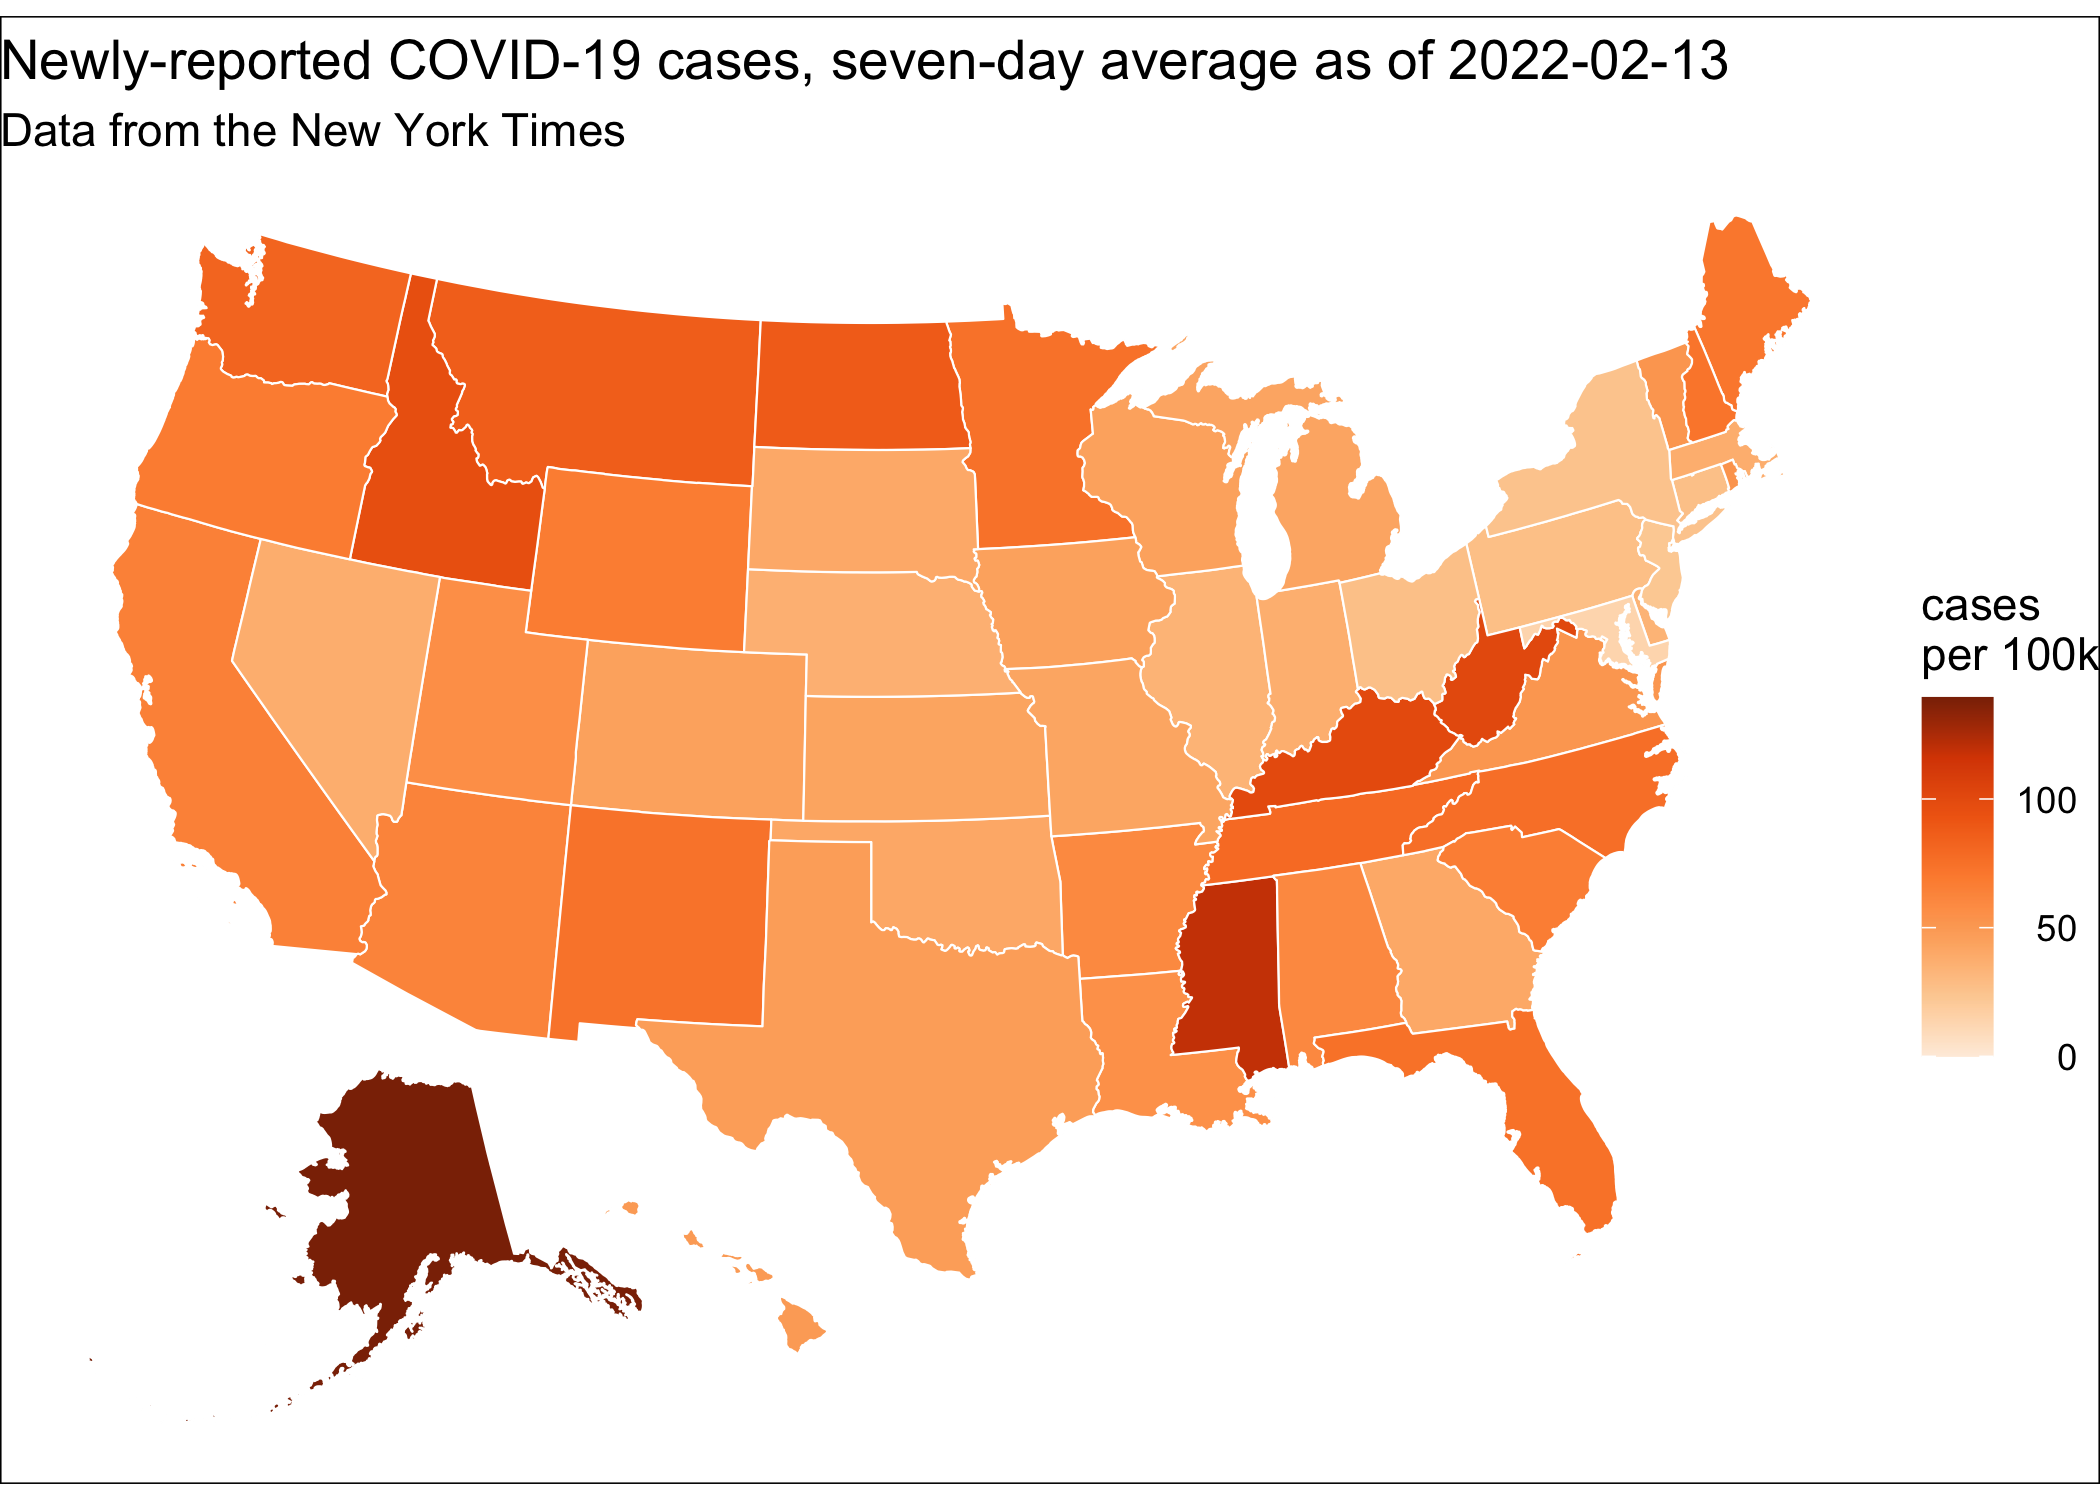 Newly-reported COVID-19 cases, seven-day average as of 2022-02-13
Data from the New York Times
cases
per 100k
100
50
0